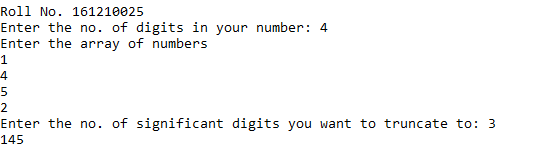 Roll No. 161210025
Enter the no. of digits in your number: 4
Enter the array of numbers
1
4
5
2
Enter the no. of significant digits you want to truncate to: 3
145